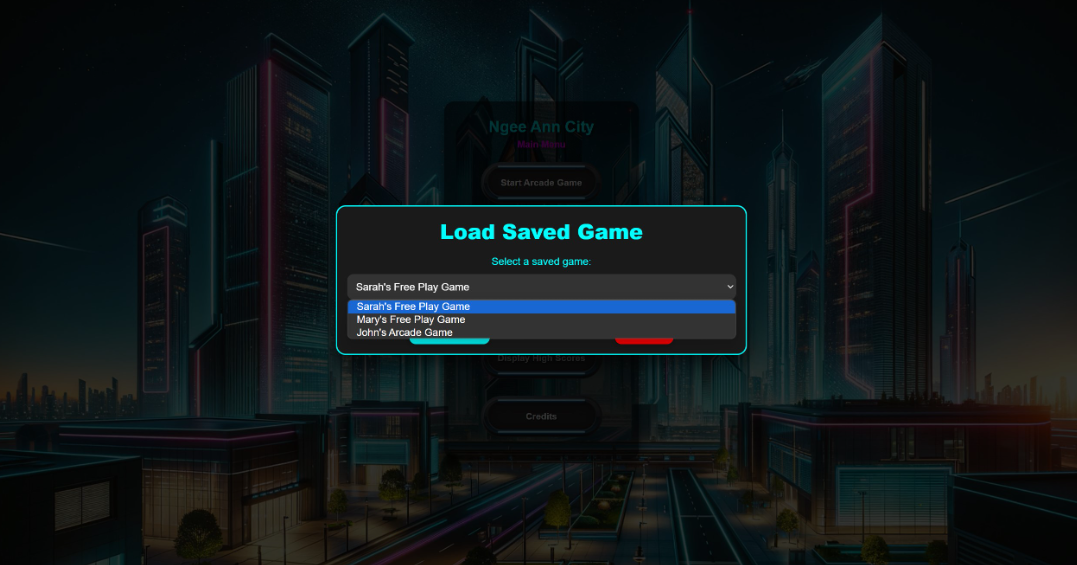 Ngee Ann City
Main Menu
Start Arcade Game
Load Saved Game
Select a saved game:
Sarah's Free Play Game
Sarah's Free Play Game
Mary's Free Play Game
John's Arcade Game
Display High Scores
Credits